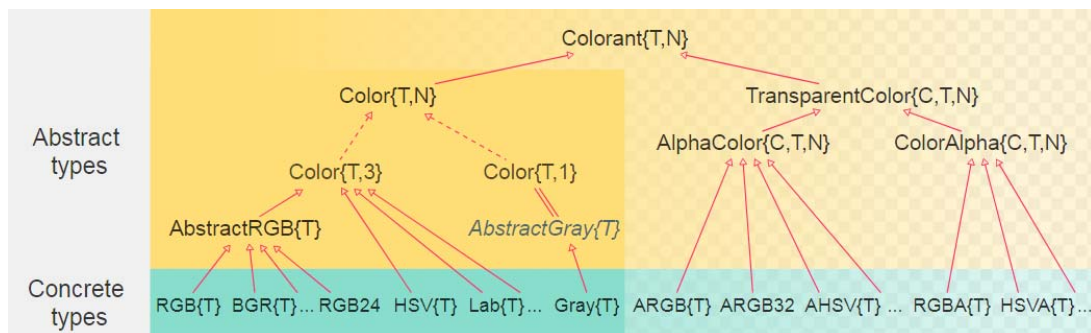 Colorant{T,N}
Color{T,N}
TransparentColor{C,T,N}
Abstract
types
AlphaColor{C,T,N}
ColorAlpha{C,T,N}
Color{T,3}
Color{T,1}
AbstractRGB{T}
AbstractGray{T}
Concrete
types
RGB{T} BGR{T}... RGB24 HSV{T} Lab{T}... Gray{T} ARGB{T} ARGB32 AHSV{T} ... RGBA{T} HSVA{T}...